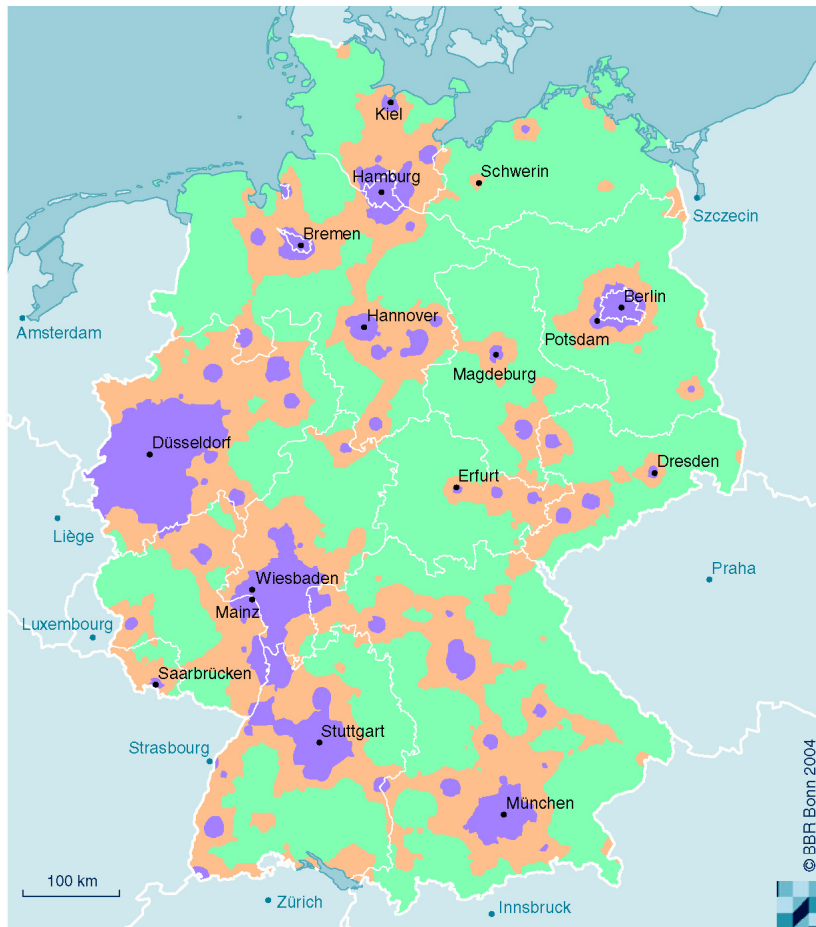 Kiel
Hamburg
Schwerin
Szczecin
Bremen
Berlin
Hannover
Amsterdam
Potsdam
Magdeburg
Düsseldorf
Dresden
Erfurt
Liège
Praha
Wiesbaden
Mainz
Luxembourg
Saarbrücken
Stuttgart
Strasbourg
München
© BBR Bonn 2004
100 km
Zürich
Innsbruck